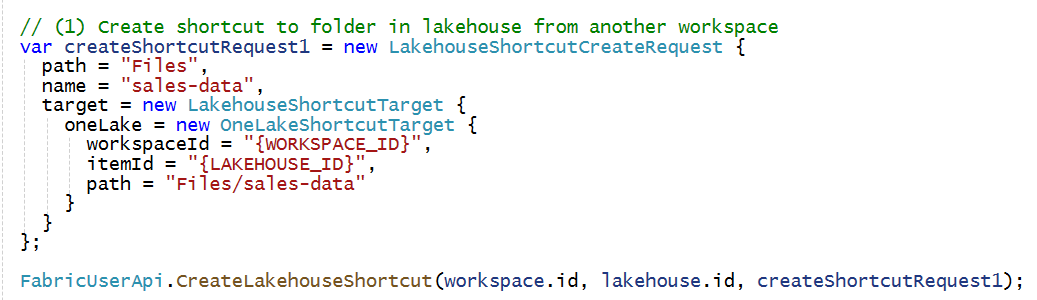 // (1) Create shortcut to folder in lakehouse from another workspace
var createShortcutRequest1 = new LakehouseShortcutCreateRequest {
  path = "Files",
  name = "sales-data",
  target = new LakehouseShortcutTarget {
    oneLake = new OneLakeShortcutTarget {
      workspaceId = "{WORKSPACE_ID}",
      itemId = "{LAKEHOUSE_ID}",
      path = "Files/sales-data"
    }
  }
};
FabricUserApi.CreateLakehouseShortcut(workspace.id, lakehouse.id, createShortcutRequest1);